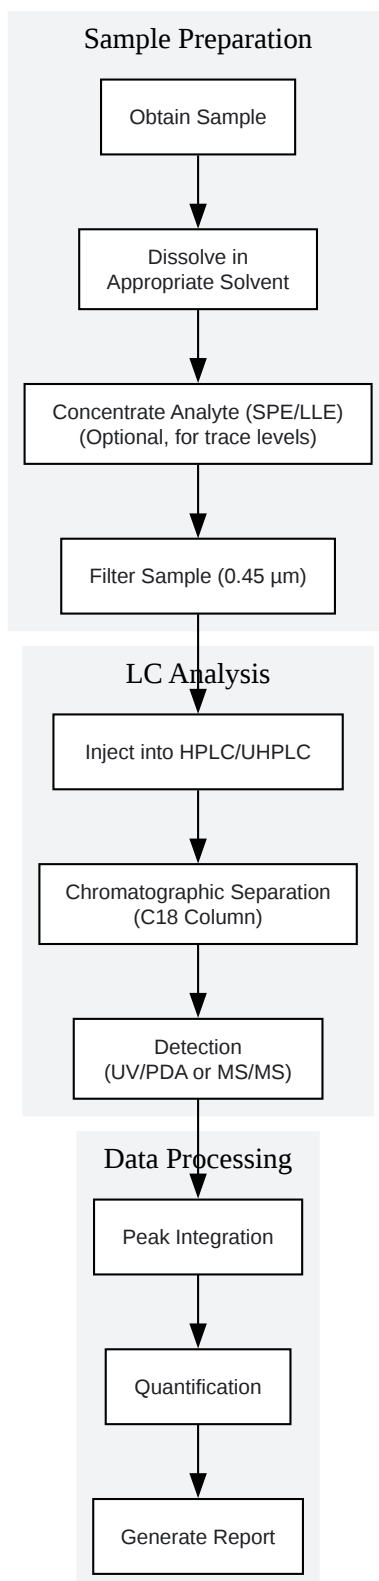 Sample Preparation
Obtain Sample
Dissolve in
Appropriate Solvent
Concentrate Analyte (SPE/LLE)
(Optional, for trace levels)
Filter Sample (0.45 µm)
LC Analysis
Inject into HPLC/UHPLC
Chromatographic Separation
(C18 Column)
Detection
(UV/PDA or MS/MS)
Data Processing
Peak Integration
Quantification
Generate Report